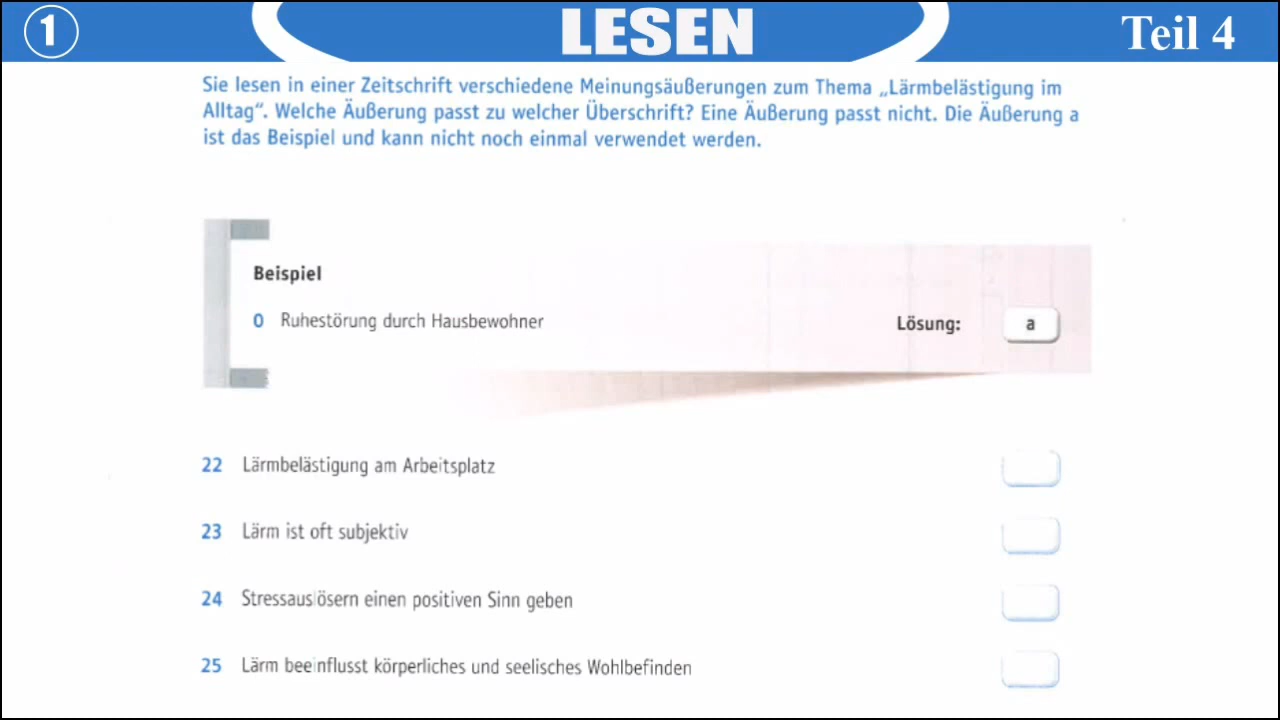 1
LESEN
Teil 4
Sie lesen in einer Zeitschrift verschiedene Meinungsäußerungen zum Thema „Lärmbelästigung im
Alltag“. Welche Äußerung passt zu welcher Überschrift? Eine Äußerung passt nicht. Die Äußerung a
ist das Beispiel und kann nicht noch einmal verwendet werden.
Beispiel
0 Ruhestörung durch Hausbewohner
Lösung: a
22 Lärmbelästigung am Arbeitsplatz
23 Lärm ist oft subjektiv
24 Stressauslösern einen positiven Sinn geben
25 Lärm beeinflusst körperliches und seelisches Wohlbefinden